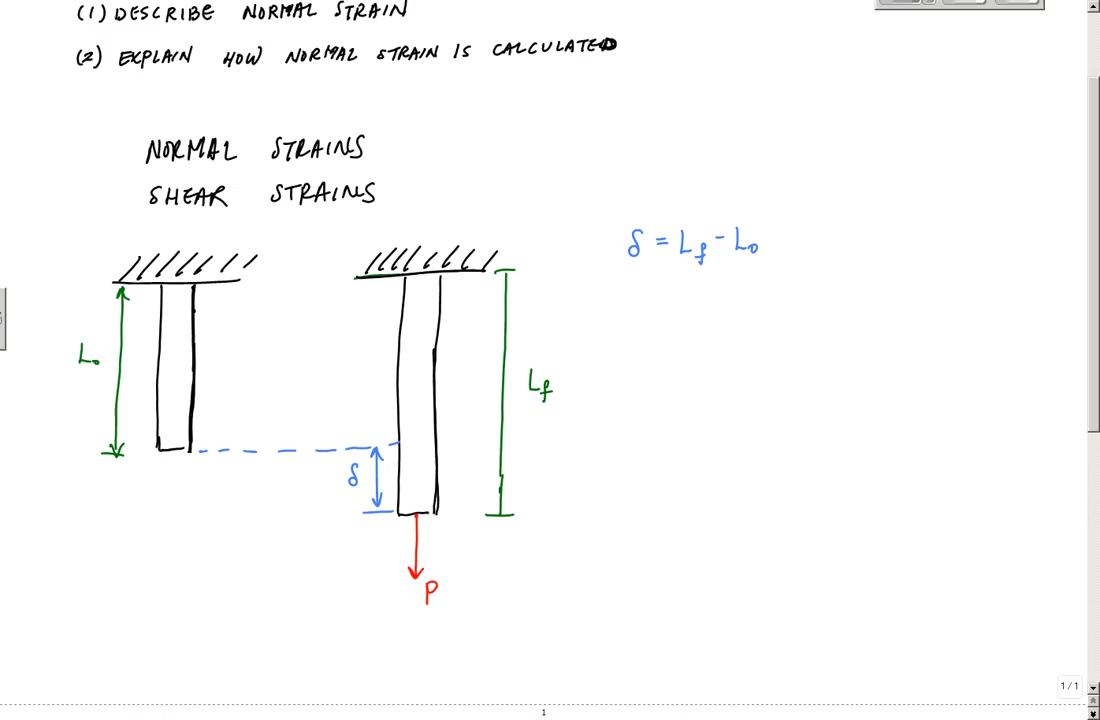 (1) DESCRIBE NORMAL STRAIN
(2) EXPLAIN HOW NORMAL STRAIN IS CALCULATED
NORMAL STRAINS
SHEAR STRAINS
δ = Lf - Lo
Lo
Lf
δ
P
1/1
1